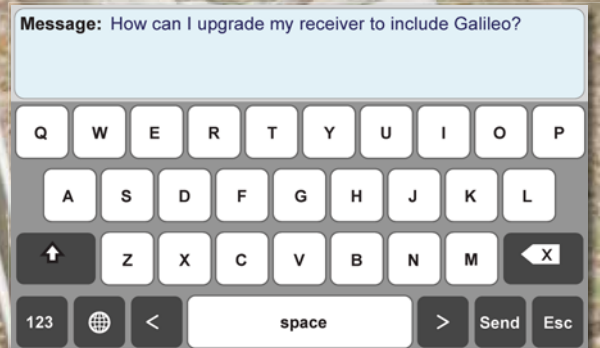 Message: How can I upgrade my receiver to include Galileo?
Q W E R T Y U I O P
A S D F G H J K L
Z X C V B N M X
123 < space > Send Esc